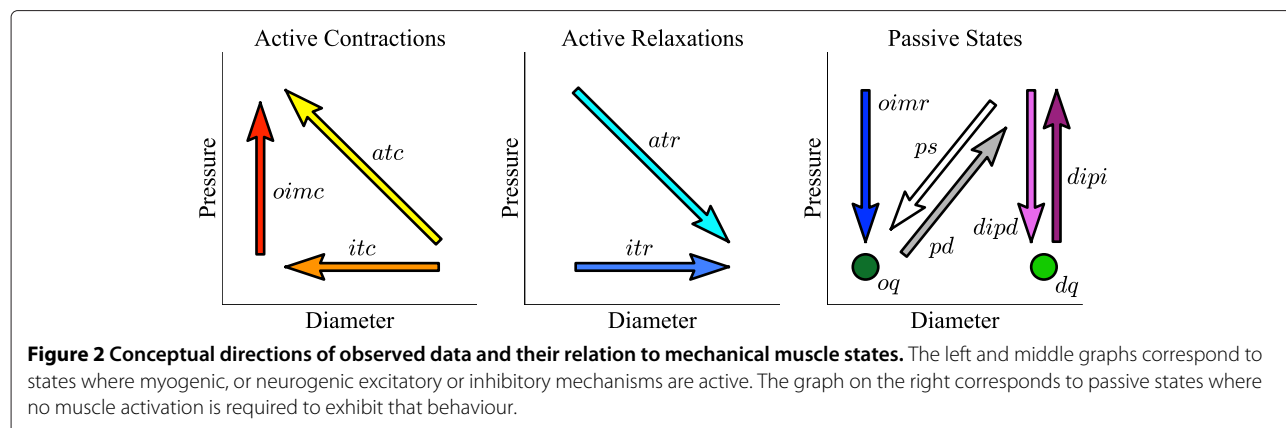 Active Contractions
Active Relaxations
Passive States
Pressure
oimc
atc
itc
Diameter
Pressure
atr
itr
Diameter
Pressure
oimr
ps
pd
dipd
dipi
oq
dq
Diameter
Figure 2 Conceptual directions of observed data and their relation to mechanical muscle states. The left and middle graphs correspond to
states where myogenic, or neurogenic excitatory or inhibitory mechanisms are active. The graph on the right corresponds to passive states where
no muscle activation is required to exhibit that behaviour.